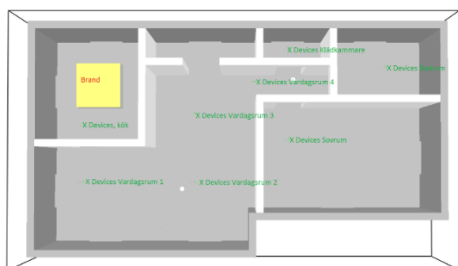 X Devices Klädkammare
X Devices
Brand
X Devices Vardagsrum 4
X Devices Vardagsrum 3
X Devices, kök
X Devices Sovrum
X Devices Vardagsrum 1
X Devices Vardagsrum 2